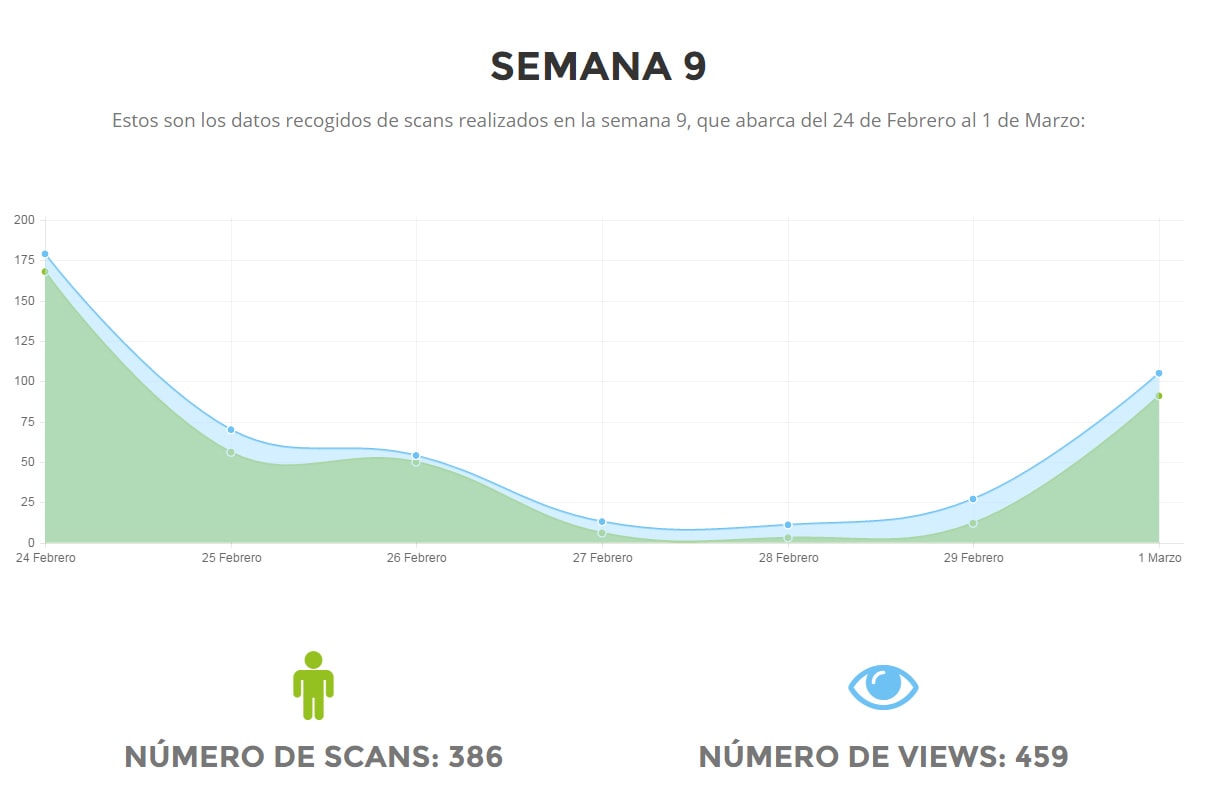 SEMANA 9
Estos son los datos recogidos de scans realizados en la semana 9, que abarca del 24 de Febrero al 1 de Marzo:
200
175
150
125
100
75
50
25
0
24 Febrero 25 Febrero 26 Febrero 27 Febrero 28 Febrero 29 Febrero 1 Marzo
NÚMERO DE SCANS: 386 NÚMERO DE VIEWS: 459